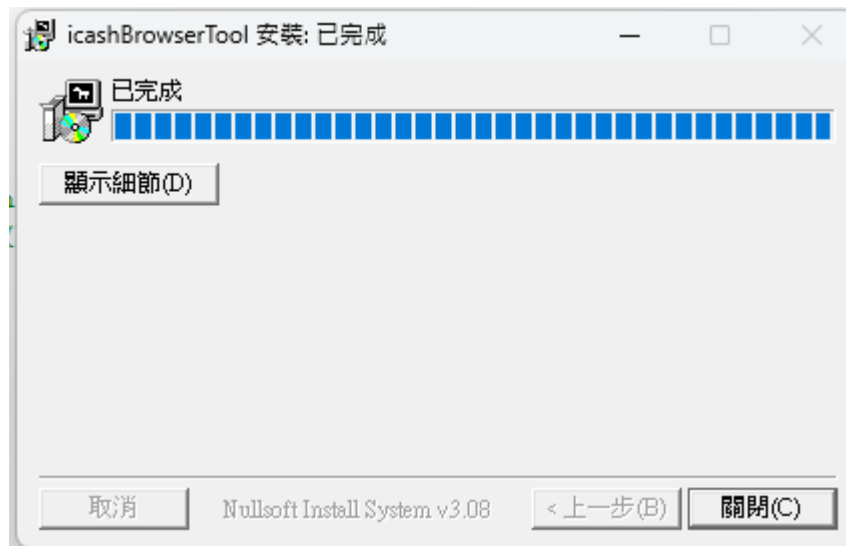 icashBrowserTool 安裝: 已完成
已完成
顯示細節(D)
取消 Nullsoft Install System v3.08 < 上一步(B) 關閉(C)